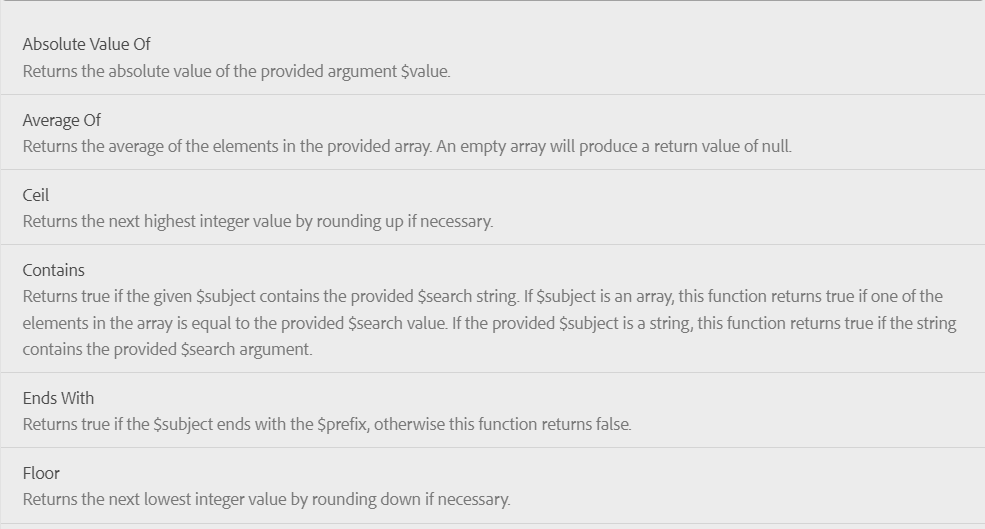 Absolute Value Of
Returns the absolute value of the provided argument $value.
Average Of
Returns the average of the elements in the provided array. An empty array will produce a return value of null.
Ceil
Returns the next highest integer value by rounding up if necessary.
Contains
Returns true if the given $subject contains the provided $search string. If $subject is an array, this function returns true if one of the
elements in the array is equal to the provided $search value. If the provided $subject is a string, this function returns true if the string
contains the provided $search argument.
Ends With
Returns true if the $subject ends with the $prefix, otherwise this function returns false.
Floor
Returns the next lowest integer value by rounding down if necessary.